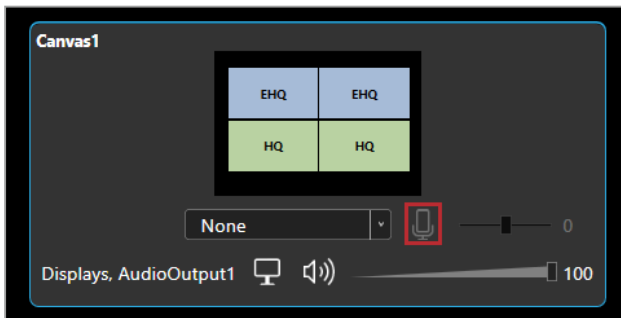 Canvas1
EHQ EHQ
HQ HQ
None 0
Displays, AudioOutput1 100